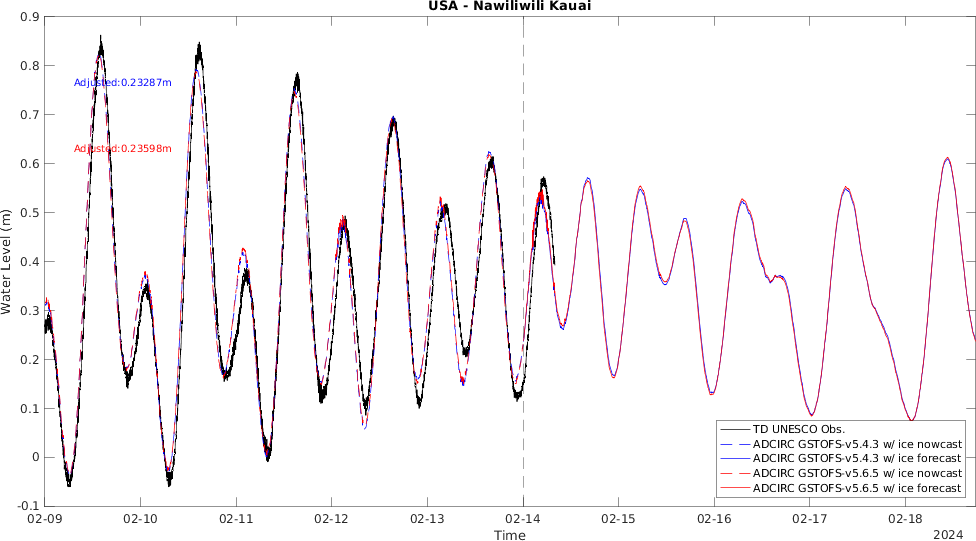 USA - Nawiliwili Kauai
0.9
0.8
0.7
0.6
0.5
0.4
0.3
0.2
0.1
0
-0.1
Water Level (m)
Adjusted:0.23287m
Adjusted:0.23598m
TD UNESCO Obs.
ADCIRC GSTOFS-v5.4.3 w/ ice nowcast
ADCIRC GSTOFS-v5.4.3 w/ ice forecast
ADCIRC GSTOFS-v5.6.5 w/ ice nowcast
ADCIRC GSTOFS-v5.6.5 w/ ice forecast
02-09 02-10 02-11 02-12 02-13 02-14 02-15 02-16 02-17 02-18
Time
2024